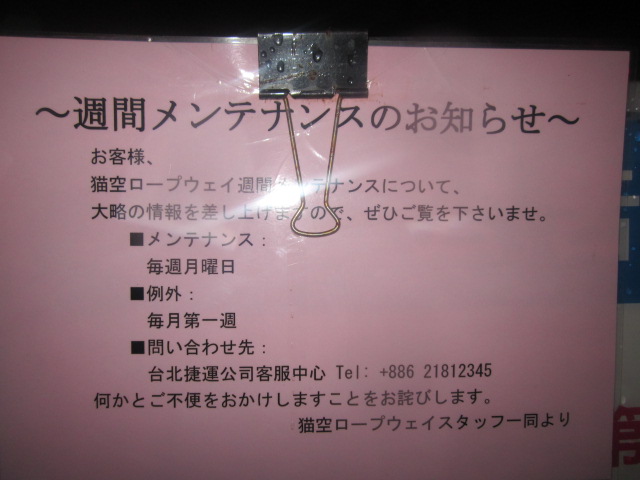 ～週間メンテナンスのお知らせ～
お客様、
猫空ロープウェイ週間メンテナンスについて、
大略の情報を差し上げますので、ぜひご覧を下さいませ。
■メンテナンス：
毎週月曜日
■例外：
毎月第一週
■問い合わせ先：
台北捷運公司客服中心 Tel: +886 21812345
何かとご不便をおかけしますことをお詫びします。
猫空ロープウェイスタッフ一同より